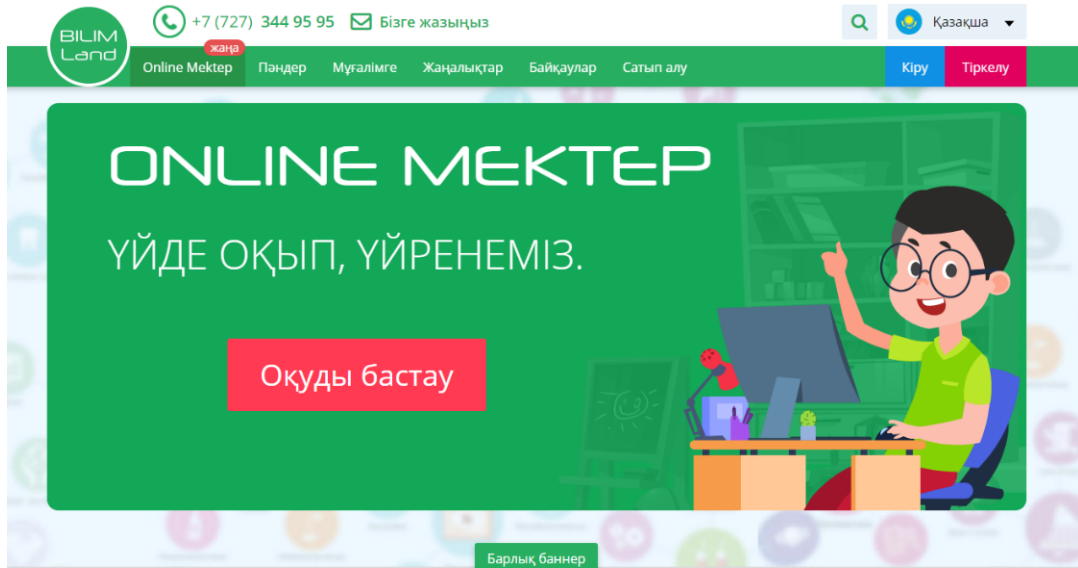 BILIM
Land
+7 (727) 344 95 95 Бізге жазыңыз
Қазақша
жаңа
Online Mektep Пәндер Мұғалімге Жаңалықтар Байқаулар Сатып алу Кіру Тіркелу
ONLINE MEKTEP
ҮЙДЕ ОҚЫП, ҮЙРЕНЕМІЗ.
Оқуды бастау
Барлық баннер